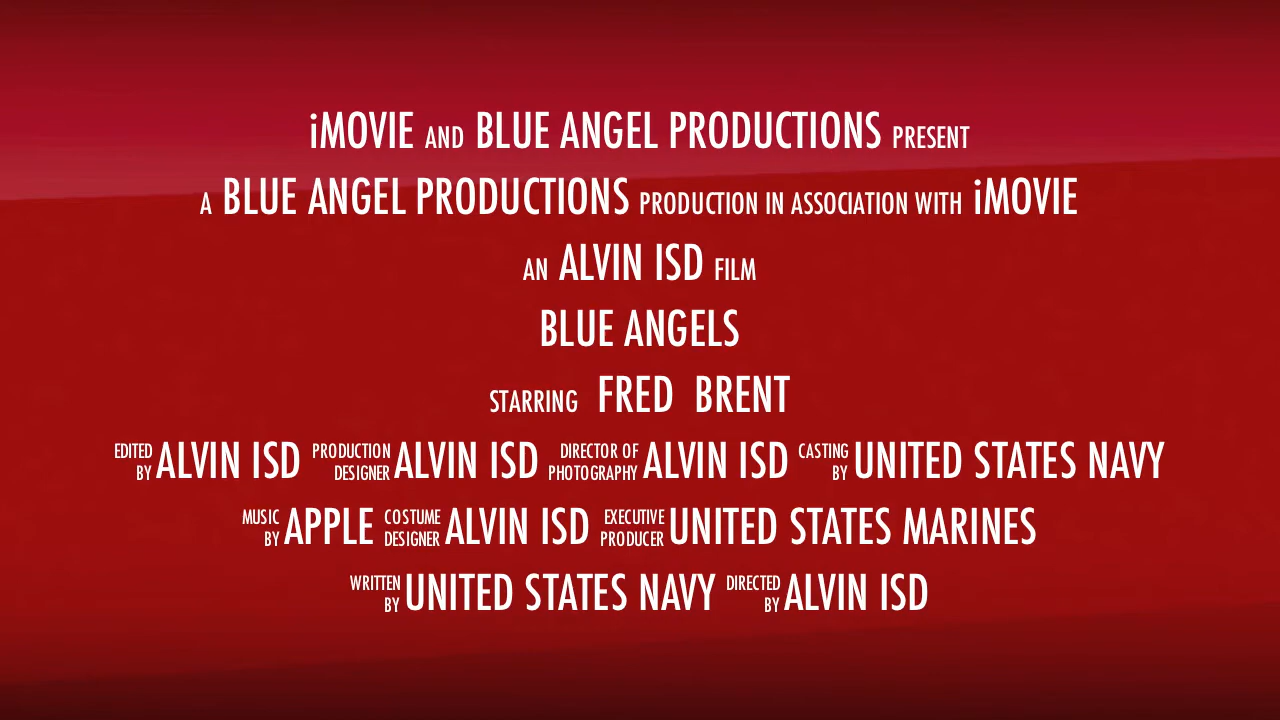 iMOVIE AND BLUE ANGEL PRODUCTIONS PRESENT
A BLUE ANGEL PRODUCTIONS PRODUCTION IN ASSOCIATION WITH iMOVIE
AN ALVIN ISD FILM
BLUE ANGELS
STARRING FRED BRENT
EDITED BY ALVIN ISD PRODUCTION DESIGNER ALVIN ISD DIRECTOR OF PHOTOGRAPHY ALVIN ISD CASTING BY UNITED STATES NAVY
MUSIC BY APPLE COSTUME DESIGNER ALVIN ISD EXECUTIVE PRODUCER UNITED STATES MARINES
WRITTEN BY UNITED STATES NAVY DIRECTED BY ALVIN ISD